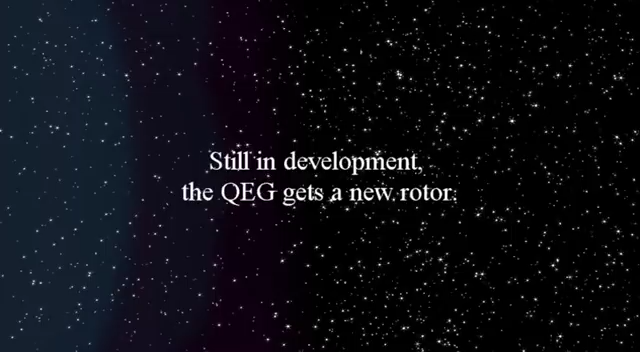 Still in development,
the QEG gets a new rotor.